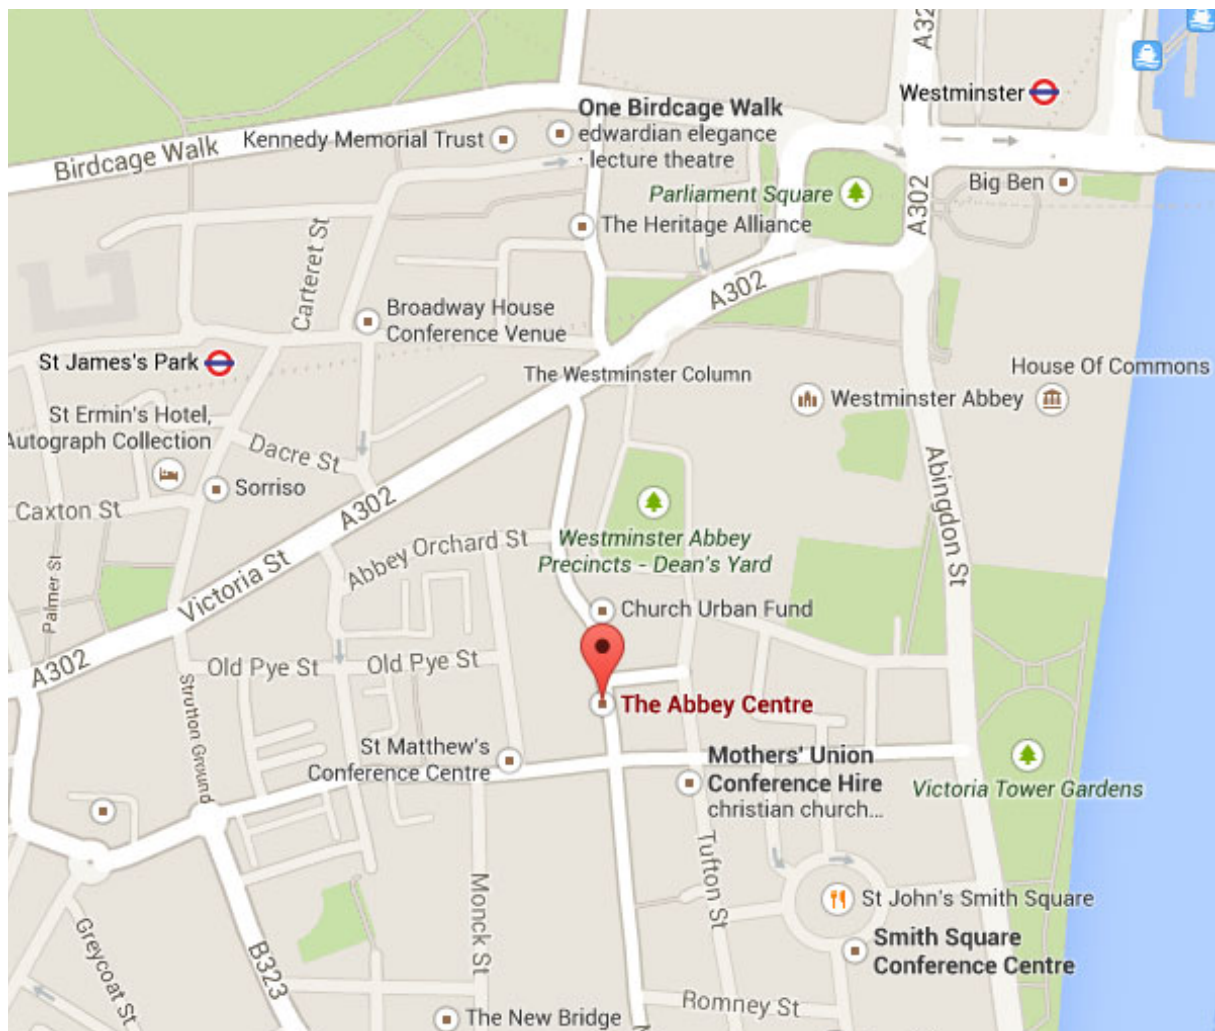 A32
Westminster
One Birdcage Walk
edwardian elegance
· lecture theatre
Kennedy Memorial Trust
Birdcage Walk
Parliament Square
Big Ben
A302
The Heritage Alliance
Carteret St
A302
Broadway House
Conference Venue
St James's Park
The Westminster Column
House Of Commons
Westminster Abbey
St Ermin's Hotel,
Autograph Collection
Dacre St
Sorriso
Caxton St
A302
Abingdon St
Abbey Orchard St
Westminster Abbey
Precincts - Dean's Yard
Victoria St
Palmer St
Church Urban Fund
A302
Old Pye St
Old Pye St
Strutton Ground
The Abbey Centre
St Matthew's
Conference Centre
Mothers' Union
Conference Hire
christian church...
Victoria Tower Gardens
Tufton St
Monck St
St John's Smith Square
Greycoat St
B323
Smith Square
Conference Centre
Romney St
The New Bridge